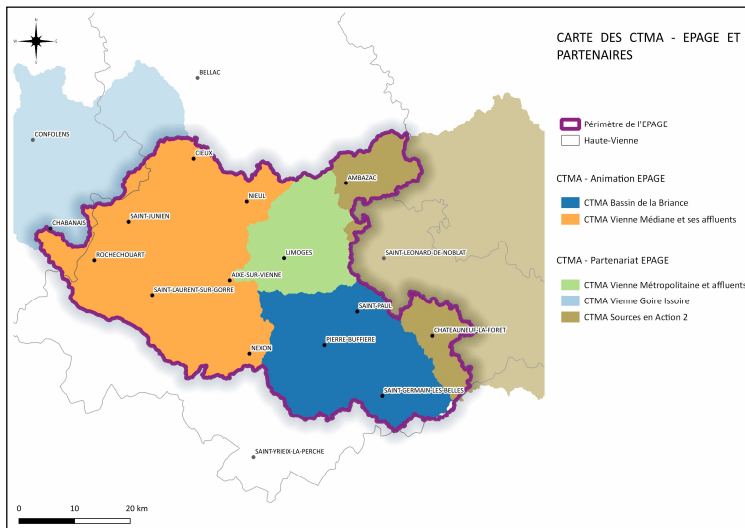 CARTE DES CTMA - EPAGE ET
PARTENAIRES
N
W
E
S
BELLAC
CONFOLENS
CIEUX
AMBAZAC
NIEUL
SAINT-JUNIEN
CHABANAIS
ROCHECHOUART
LIMOGES
SAINT-LEONARD-DE-NOBLAT
AIXE-SUR-VIENNE
SAINT-LAURENT-SUR-GORRE
SAINT-PAUL
CHATEAUNEUF-LA-FORET
PIERRE-BUFFIERE
NEXON
SAINT-GERMAIN-LES-BELLES
SAINT-YRIEIX-LA-PERCHE
0 10 20 km
Périmètre de l'EPAGE
Haute-Vienne
CTMA - Animation EPAGE
CTMA Bassin de la Briance
CTMA Vienne Médiane et ses affluents
CTMA - Partenariat EPAGE
CTMA Vienne Métropolitaine et affluents
CTMA Vienne Goire Issoire
CTMA Sources en Action 2